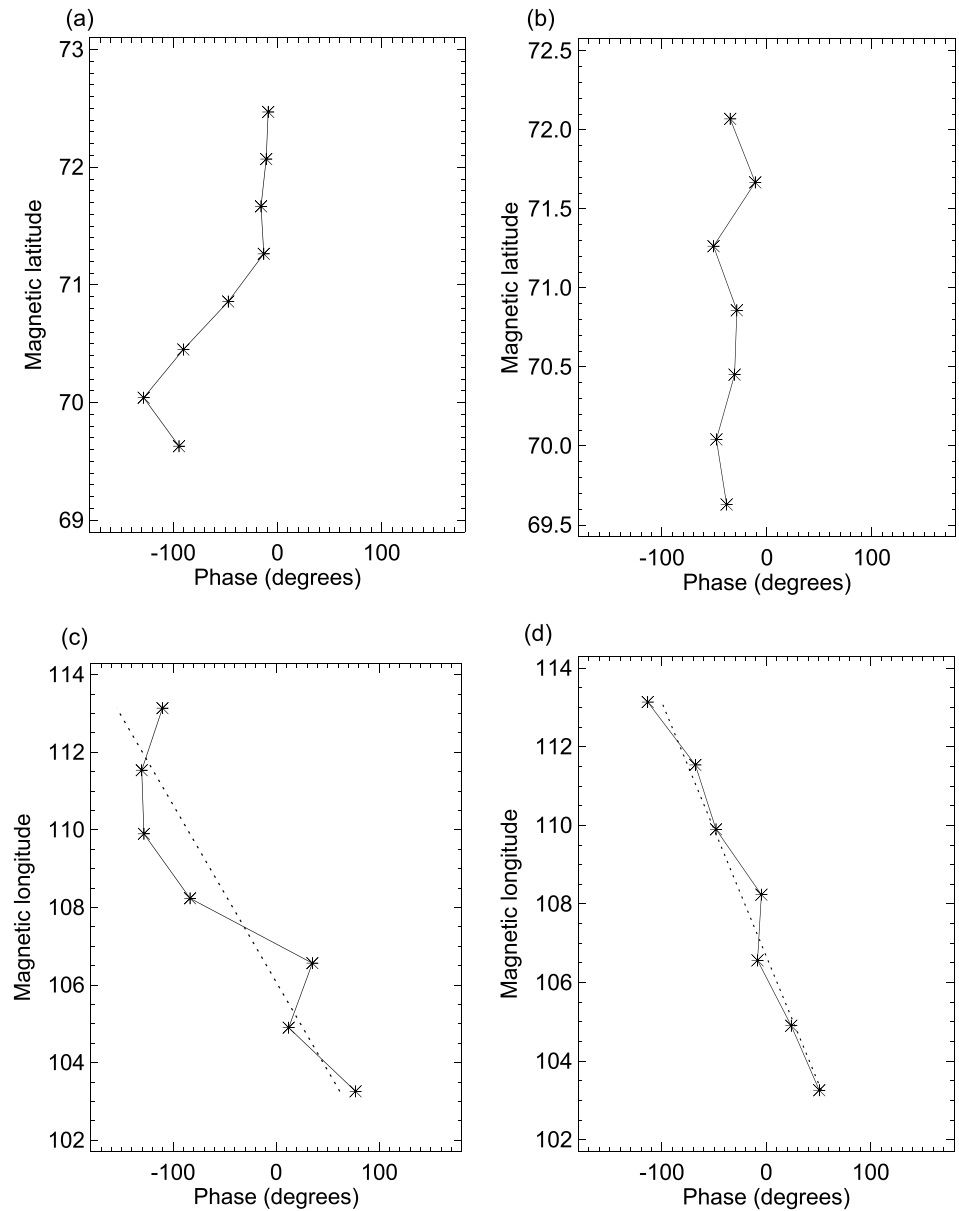 (a)
73
72
71
70
69
Magnetic latitude
-100 0 100
Phase (degrees)
(b)
72.5
72.0
71.5
71.0
70.5
70.0
69.5
Magnetic latitude
-100 0 100
Phase (degrees)
(c)
114
112
110
108
106
104
102
Magnetic longitude
-100 0 100
Phase (degrees)
(d)
114
112
110
108
106
104
102
Magnetic longitude
-100 0 100
Phase (degrees)